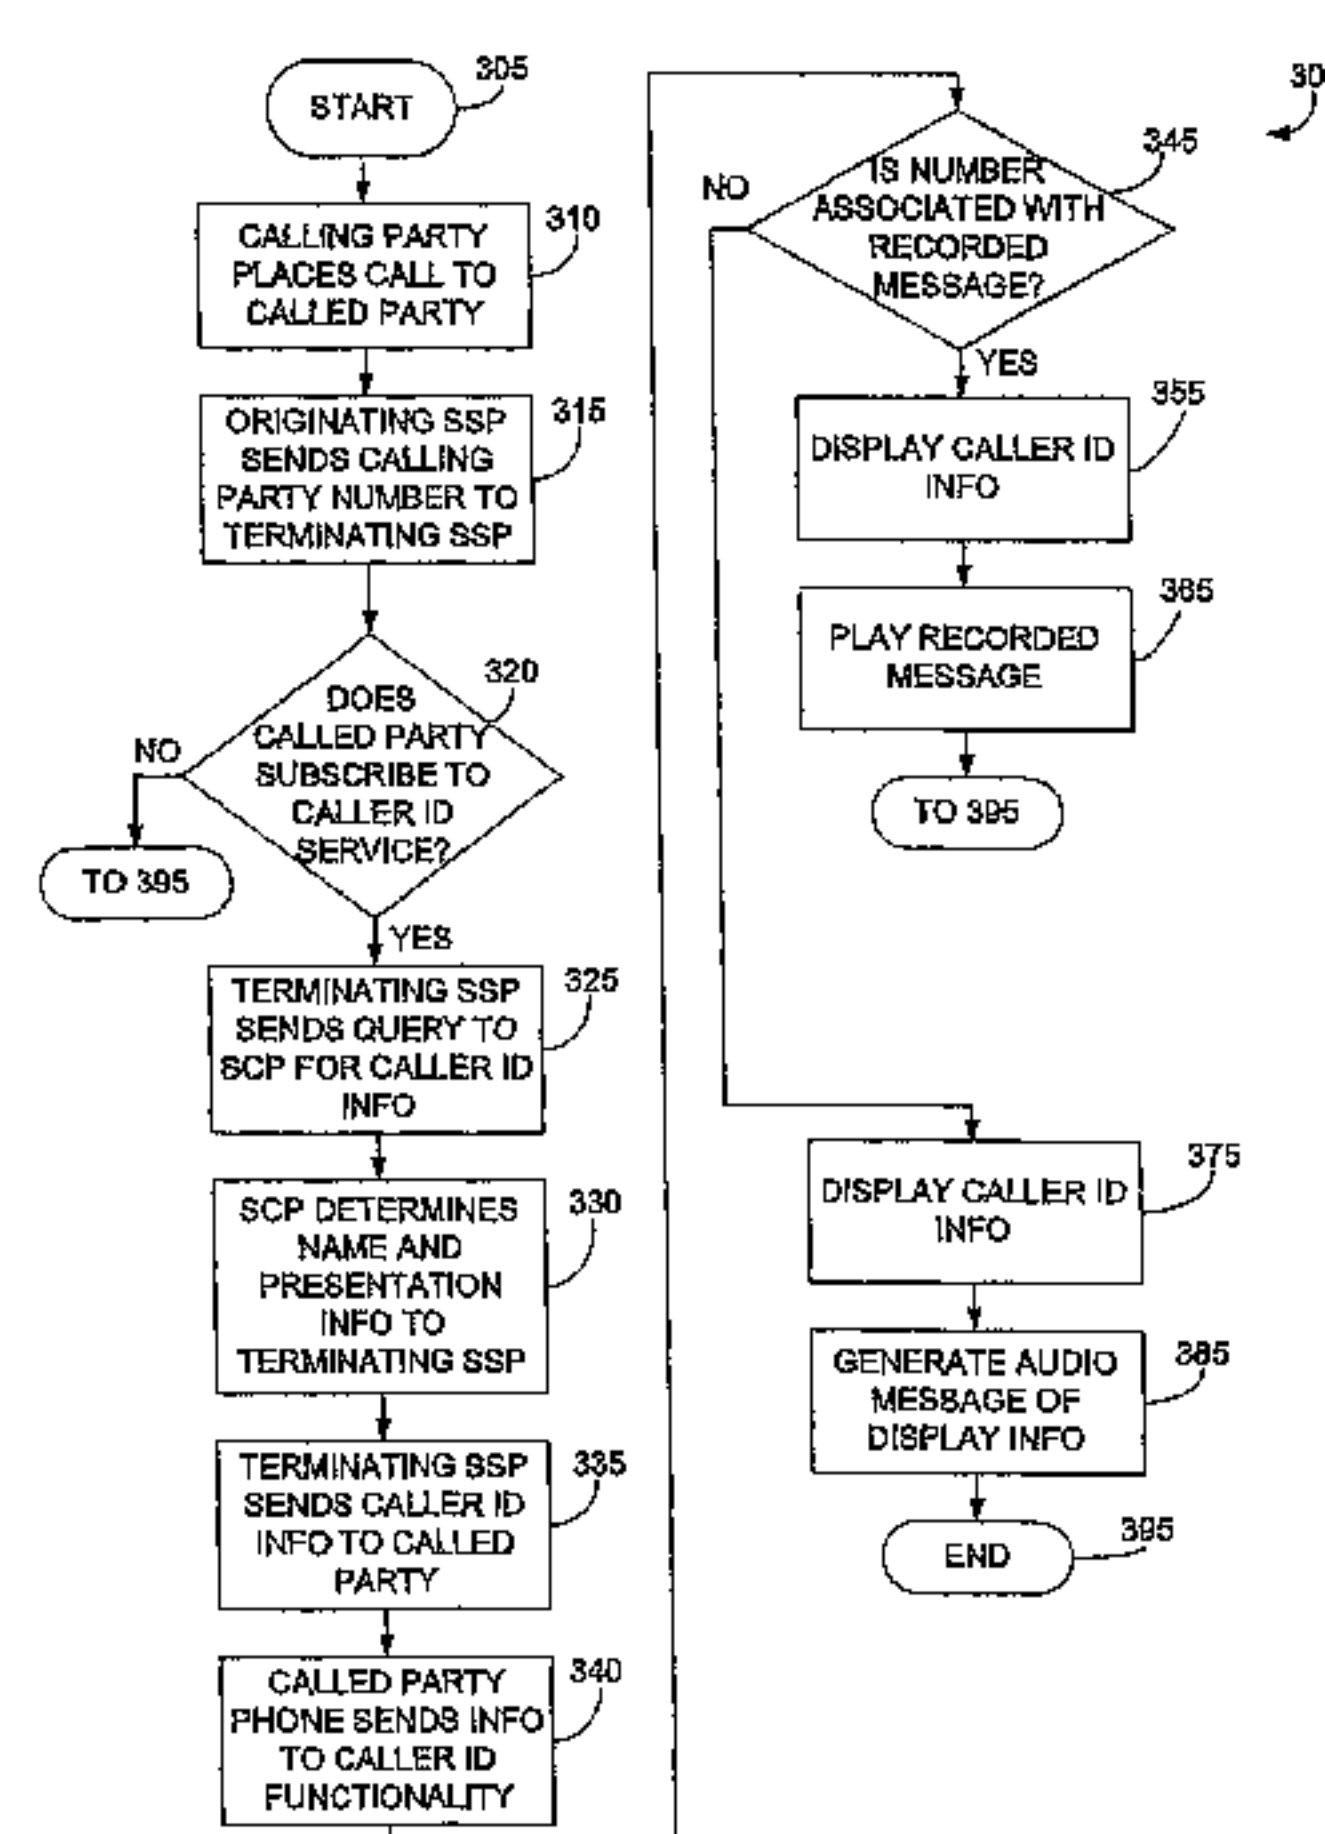 START
305
CALLING PARTY
PLACES CALL TO
CALLED PARTY
310
ORIGINATING SSP
SENDS CALLING
PARTY NUMBER TO
TERMINATING SSP
315
DOES
CALLED PARTY
SUBSCRIBE TO
CALLER ID
SERVICE?
320
NO
TO 395
YES
TERMINATING SSP
SENDS QUERY TO
SCP FOR CALLER ID
INFO
325
SCP DETERMINES
NAME AND
PRESENTATION
INFO TO
TERMINATING SSP
330
TERMINATING SSP
SENDS CALLER ID
INFO TO CALLED
PARTY
335
CALLED PARTY
PHONE SENDS INFO
TO CALLER ID
FUNCTIONALITY
340
30
IS NUMBER
ASSOCIATED WITH
RECORDED
MESSAGE?
345
NO
YES
DISPLAY CALLER ID
INFO
355
PLAY RECORDED
MESSAGE
365
TO 395
DISPLAY CALLER ID
INFO
375
GENERATE AUDIO
MESSAGE OF
DISPLAY INFO
385
END
395